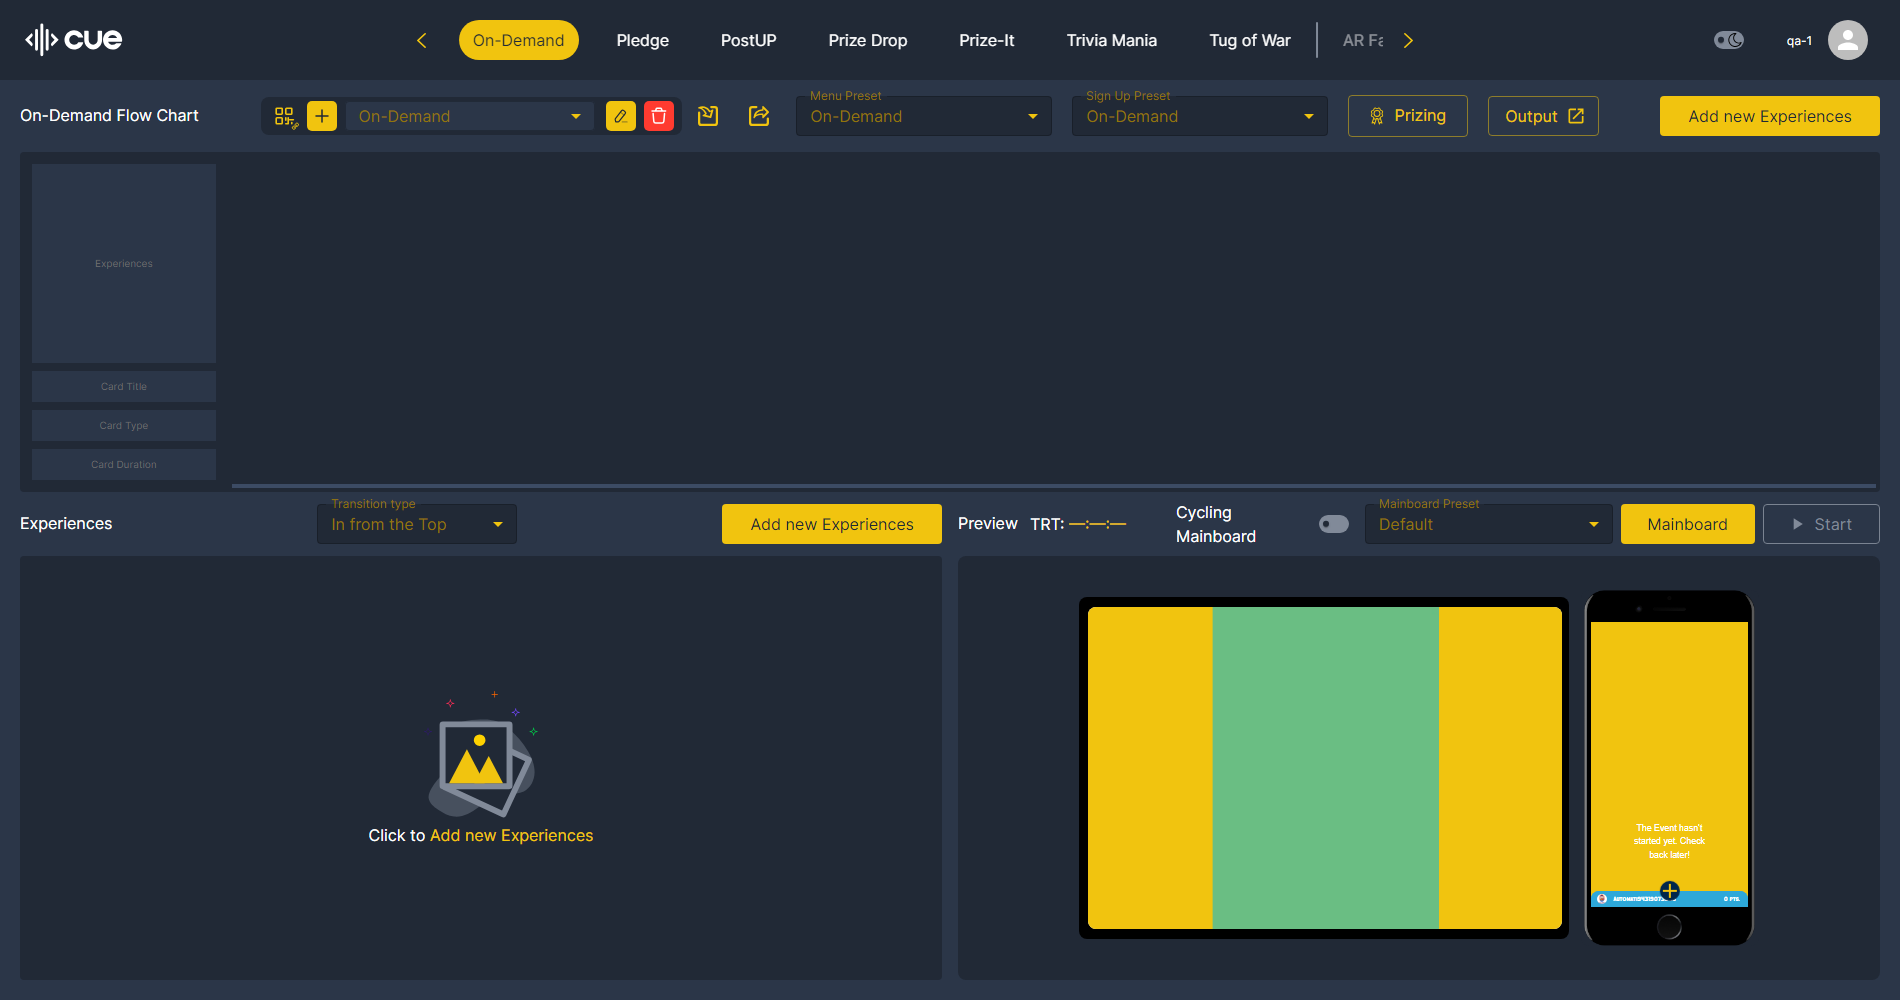 cue
On-Demand
Pledge
PostUP
Prize Drop
Prize-It
Trivia Mania
Tug of War
AR Fa
qa-1
On-Demand Flow Chart
On-Demand
Menu Preset
On-Demand
Sign Up Preset
On-Demand
Prizing
Output
Add new Experiences
Experiences
Card Title
Card Type
Card Duration
Experiences
Transition type
In from the Top
Add new Experiences
Preview
TRT: —:—:—
Cycling
Mainboard
Mainboard Preset
Default
Mainboard
Start
Click to Add new Experiences
The Event hasn't
started yet. Check
back later!
0 PTS.